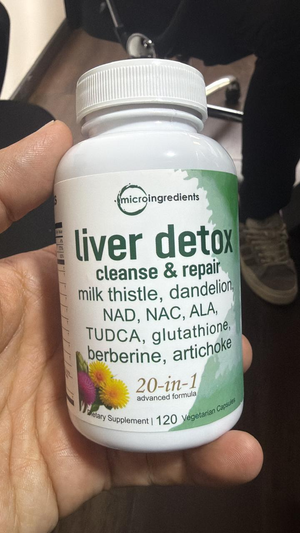 microingredients
liver detox
cleanse & repair
milk thistle, dandelion,
NAD, NAC, ALA,
TUDCA, glutathione,
berberine, artichoke
20-in-1
advanced formula
Dietary Supplement | 120 Vegetarian Capsules